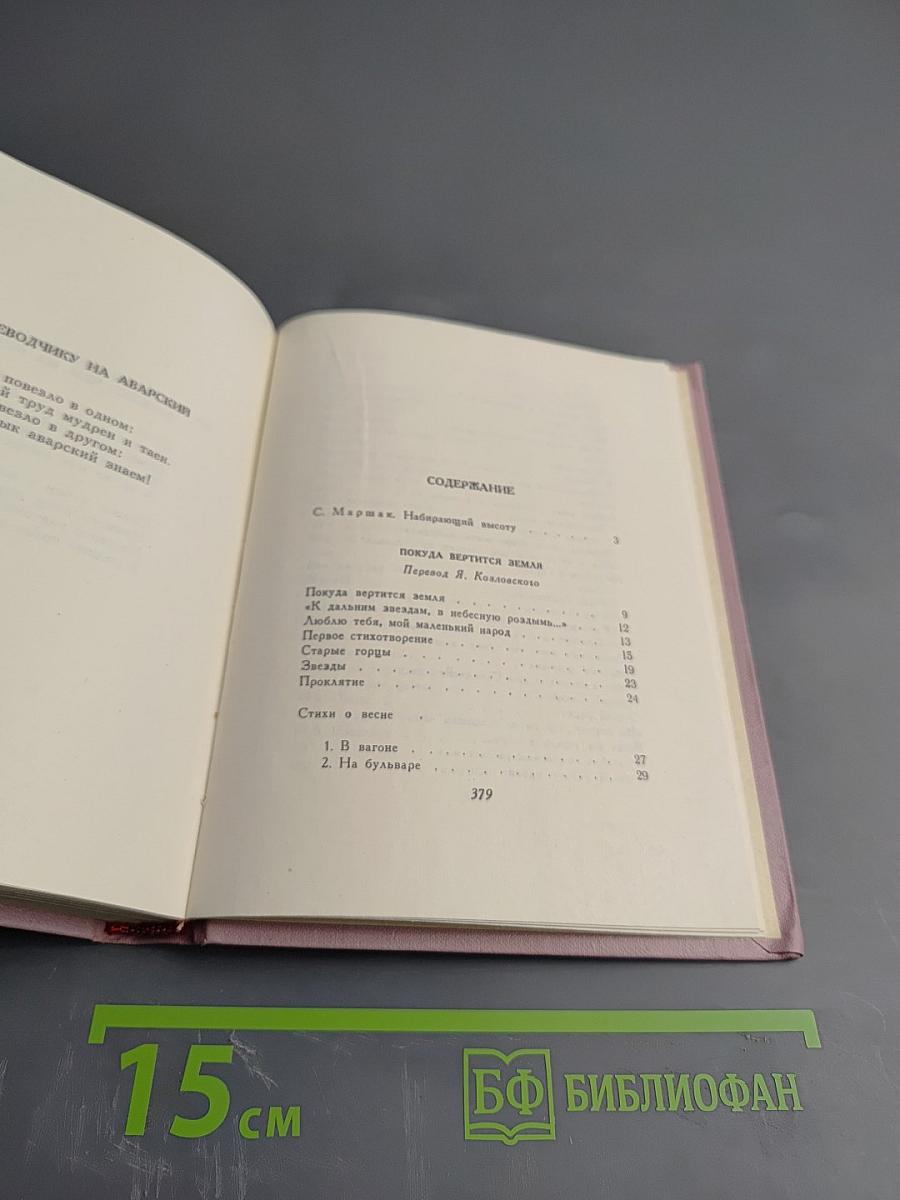 ЕВОДЧИКУ НА АВАРСКИЙ
повезло в одном:
й труд мудрен и таен.
везло в другом:
ык аварский знаем!
СОДЕРЖАНИЕ
С. Маршак. Набирающий высоту . . . . . 3
ПОКУДА ВЕРТИТСЯ ЗЕМЛЯ
Перевод Я. Козловского
Покуда вертится земля . . . . . . . . . 9
«К дальним звездам, в небесную роздымь...» . . . 12
Люблю тебя, мой маленький народ . . . . . . 13
Первое стихотворение . . . . . . . . . . 15
Старые горцы . . . . . . . . . . . . 19
Звезды . . . . . . . . . . . . . . 23
Проклятие . . . . . . . . . . . . . 24
Стихи о весне .
1. В вагоне . . . . . . . . . . . . 27
2. На бульваре . . . . . . . . . . . 29
379
15 см
БФ БИБЛИОФАН